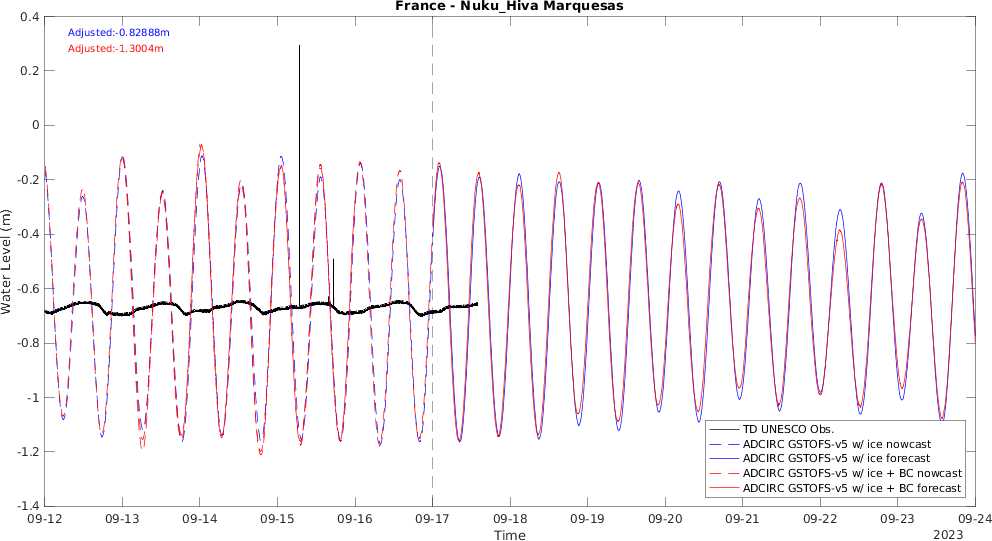 France - Nuku_Hiva Marquesas
Adjusted:-0.82888m
Adjusted:-1.3004m
0.4
0.2
0
-0.2
-0.4
-0.6
-0.8
-1
-1.2
-1.4
Water Level (m)
TD UNESCO Obs.
ADCIRC GSTOFS-v5 w/ ice nowcast
ADCIRC GSTOFS-v5 w/ ice forecast
ADCIRC GSTOFS-v5 w/ ice + BC nowcast
ADCIRC GSTOFS-v5 w/ ice + BC forecast
09-12 09-13 09-14 09-15 09-16 09-17 09-18 09-19 09-20 09-21 09-22 09-23 09-24
Time
2023